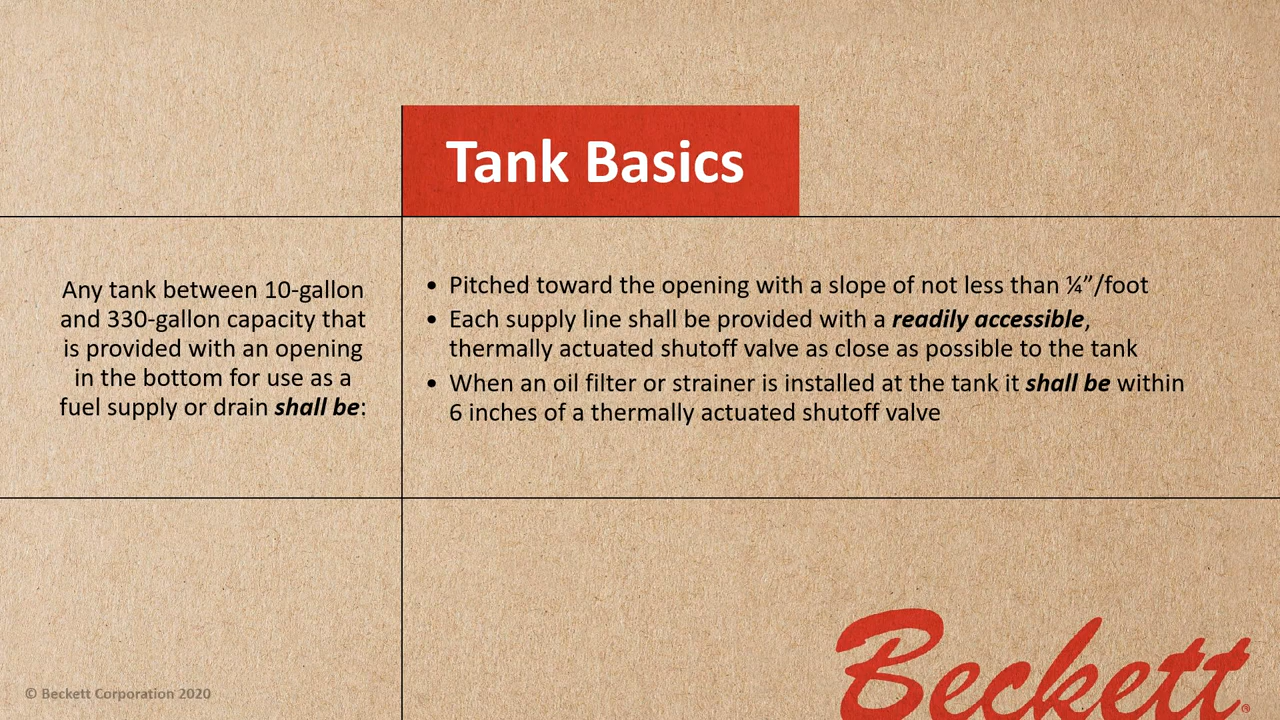 Tank Basics
Any tank between 10-gallon
and 330-gallon capacity that
is provided with an opening
in the bottom for use as a
fuel supply or drain shall be:
• Pitched toward the opening with a slope of not less than ¼”/foot
• Each supply line shall be provided with a readily accessible,
thermally actuated shutoff valve as close as possible to the tank
• When an oil filter or strainer is installed at the tank it shall be within
6 inches of a thermally actuated shutoff valve
© Beckett Corporation 2020
Beckett®